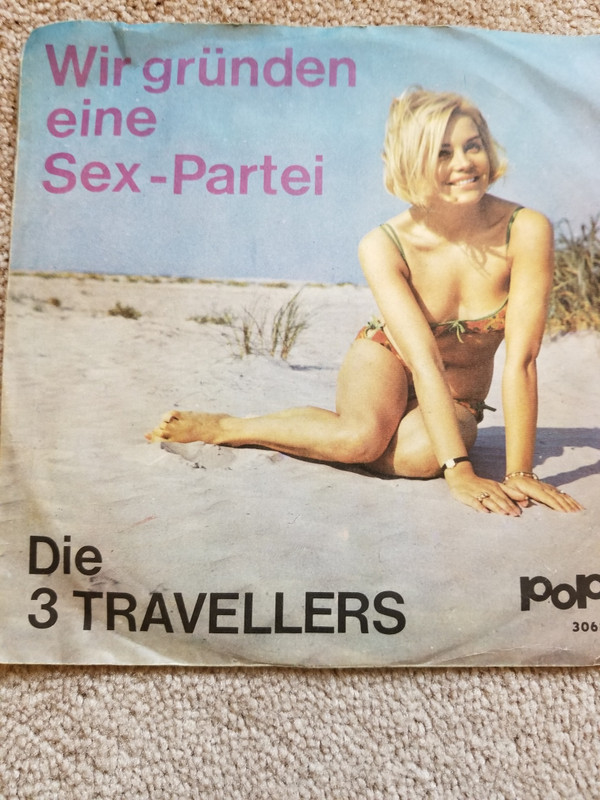 Wir gründen
eine
Sex-Partei
Die
3 TRAVELLERS
pop
306